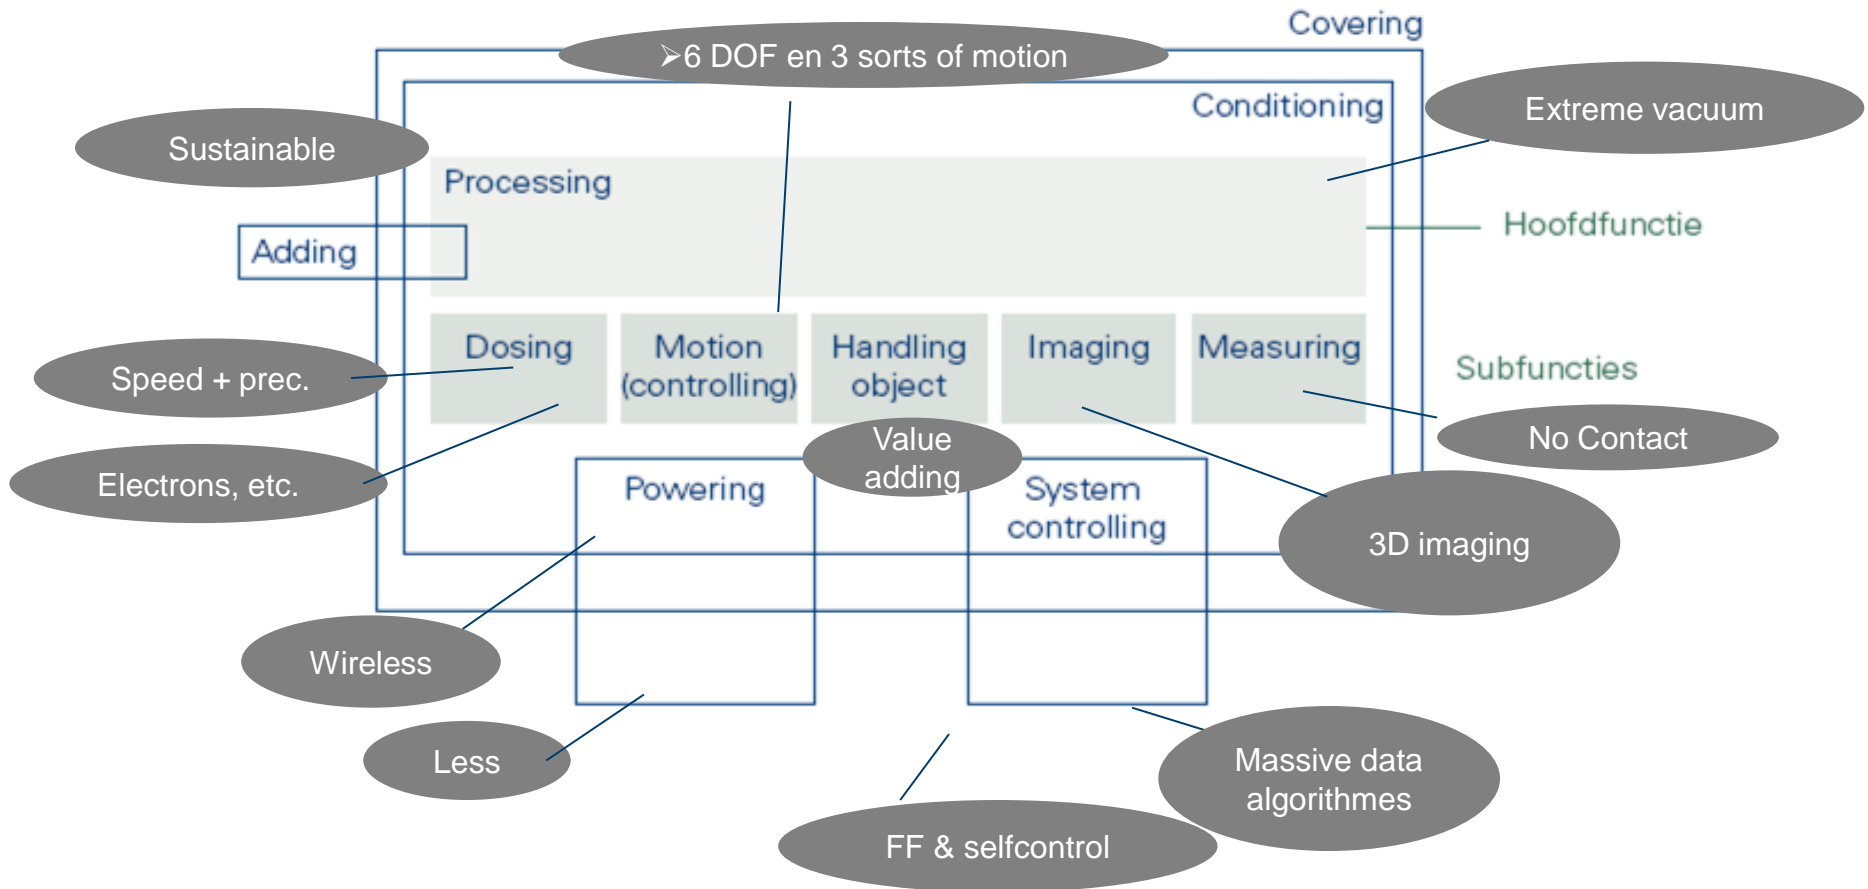 Covering
➢6 DOF en 3 sorts of motion
Conditioning
Extreme vacuum
Sustainable
Processing
Hoofdfunctie
Adding
Dosing
Motion
(controlling)
Handling
object
Imaging
Measuring
Subfuncties
Speed + prec.
Value
adding
No Contact
Electrons, etc.
Powering
System
controlling
3D imaging
Wireless
Less
Massive data
algorithmes
FF & selfcontrol